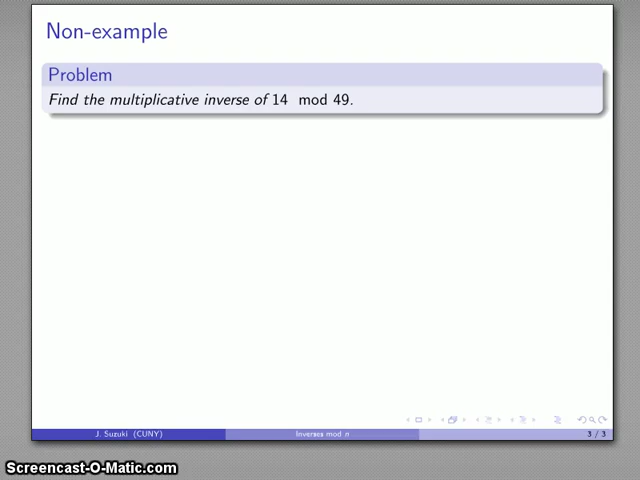 Non-example
Problem
Find the multiplicative inverse of 14 mod 49.
J. Suzuki (CUNY)
Inverses mod n
3 / 3
Screencast-O-Matic.com